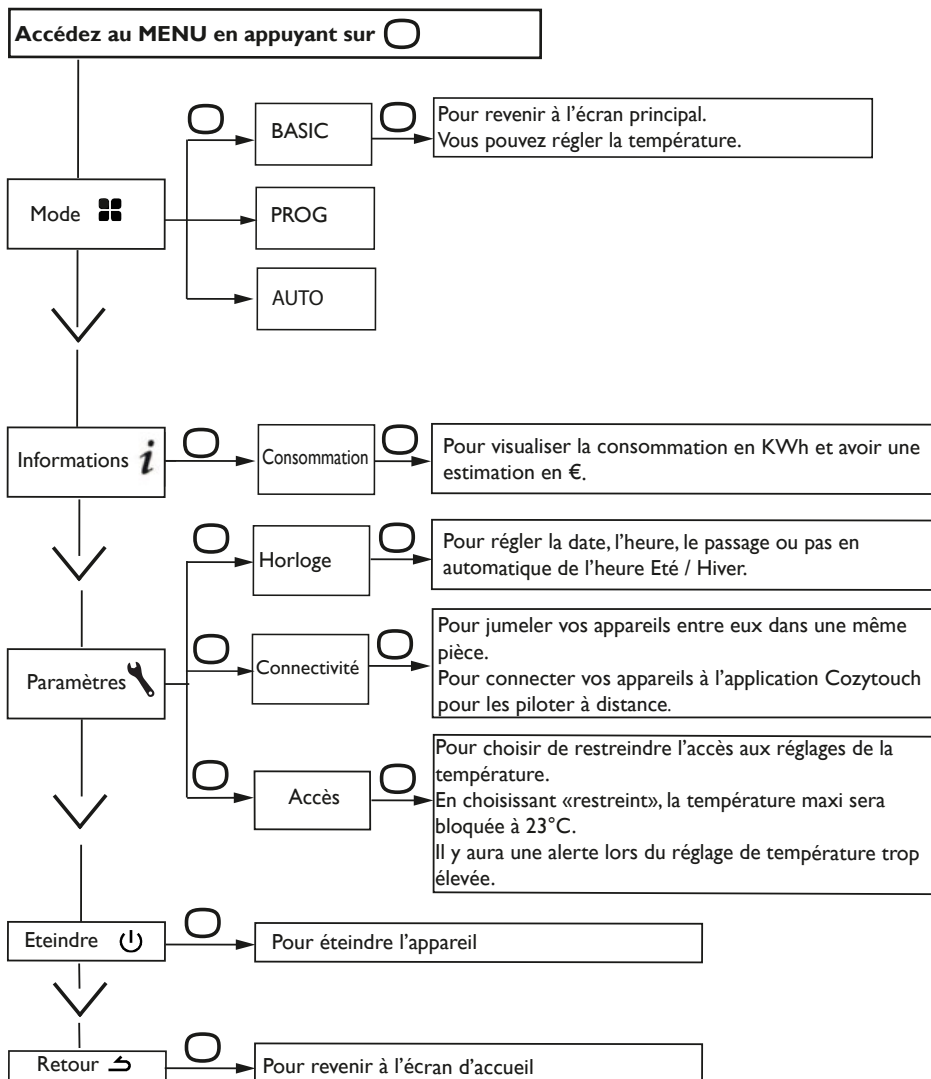 Accédez au MENU en appuyant sur
BASIC
Pour revenir à l'écran principal.
Vous pouvez régler la température.
Mode
PROG
AUTO
Informations i
Consommation
Pour visualiser la consommation en KWh et avoir une
estimation en €.
Horloge
Pour régler la date, l'heure, le passage ou pas en
automatique de l'heure Eté / Hiver.
Paramètres
Connectivité
Pour jumeler vos appareils entre eux dans une même
pièce.
Pour connecter vos appareils à l'application Cozytouch
pour les piloter à distance.
Accès
Pour choisir de restreindre l'accès aux réglages de la
température.
En choisissant «restreint», la température maxi sera
bloquée à 23°C.
Il y aura une alerte lors du réglage de température trop
élevée.
Eteindre
Pour éteindre l'appareil
Retour
Pour revenir à l'écran d'accueil